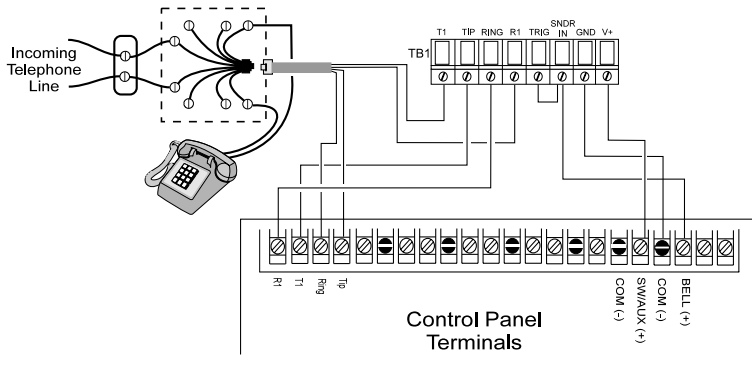 Incoming
Telephone
Line
T1 TIP RING R1 TRIG SNDR IN GND V+
TB1
R1
T1
Ring
Tip
COM (-)
SW/AUX (+)
COM (-)
BELL (+)
Control Panel
Terminals